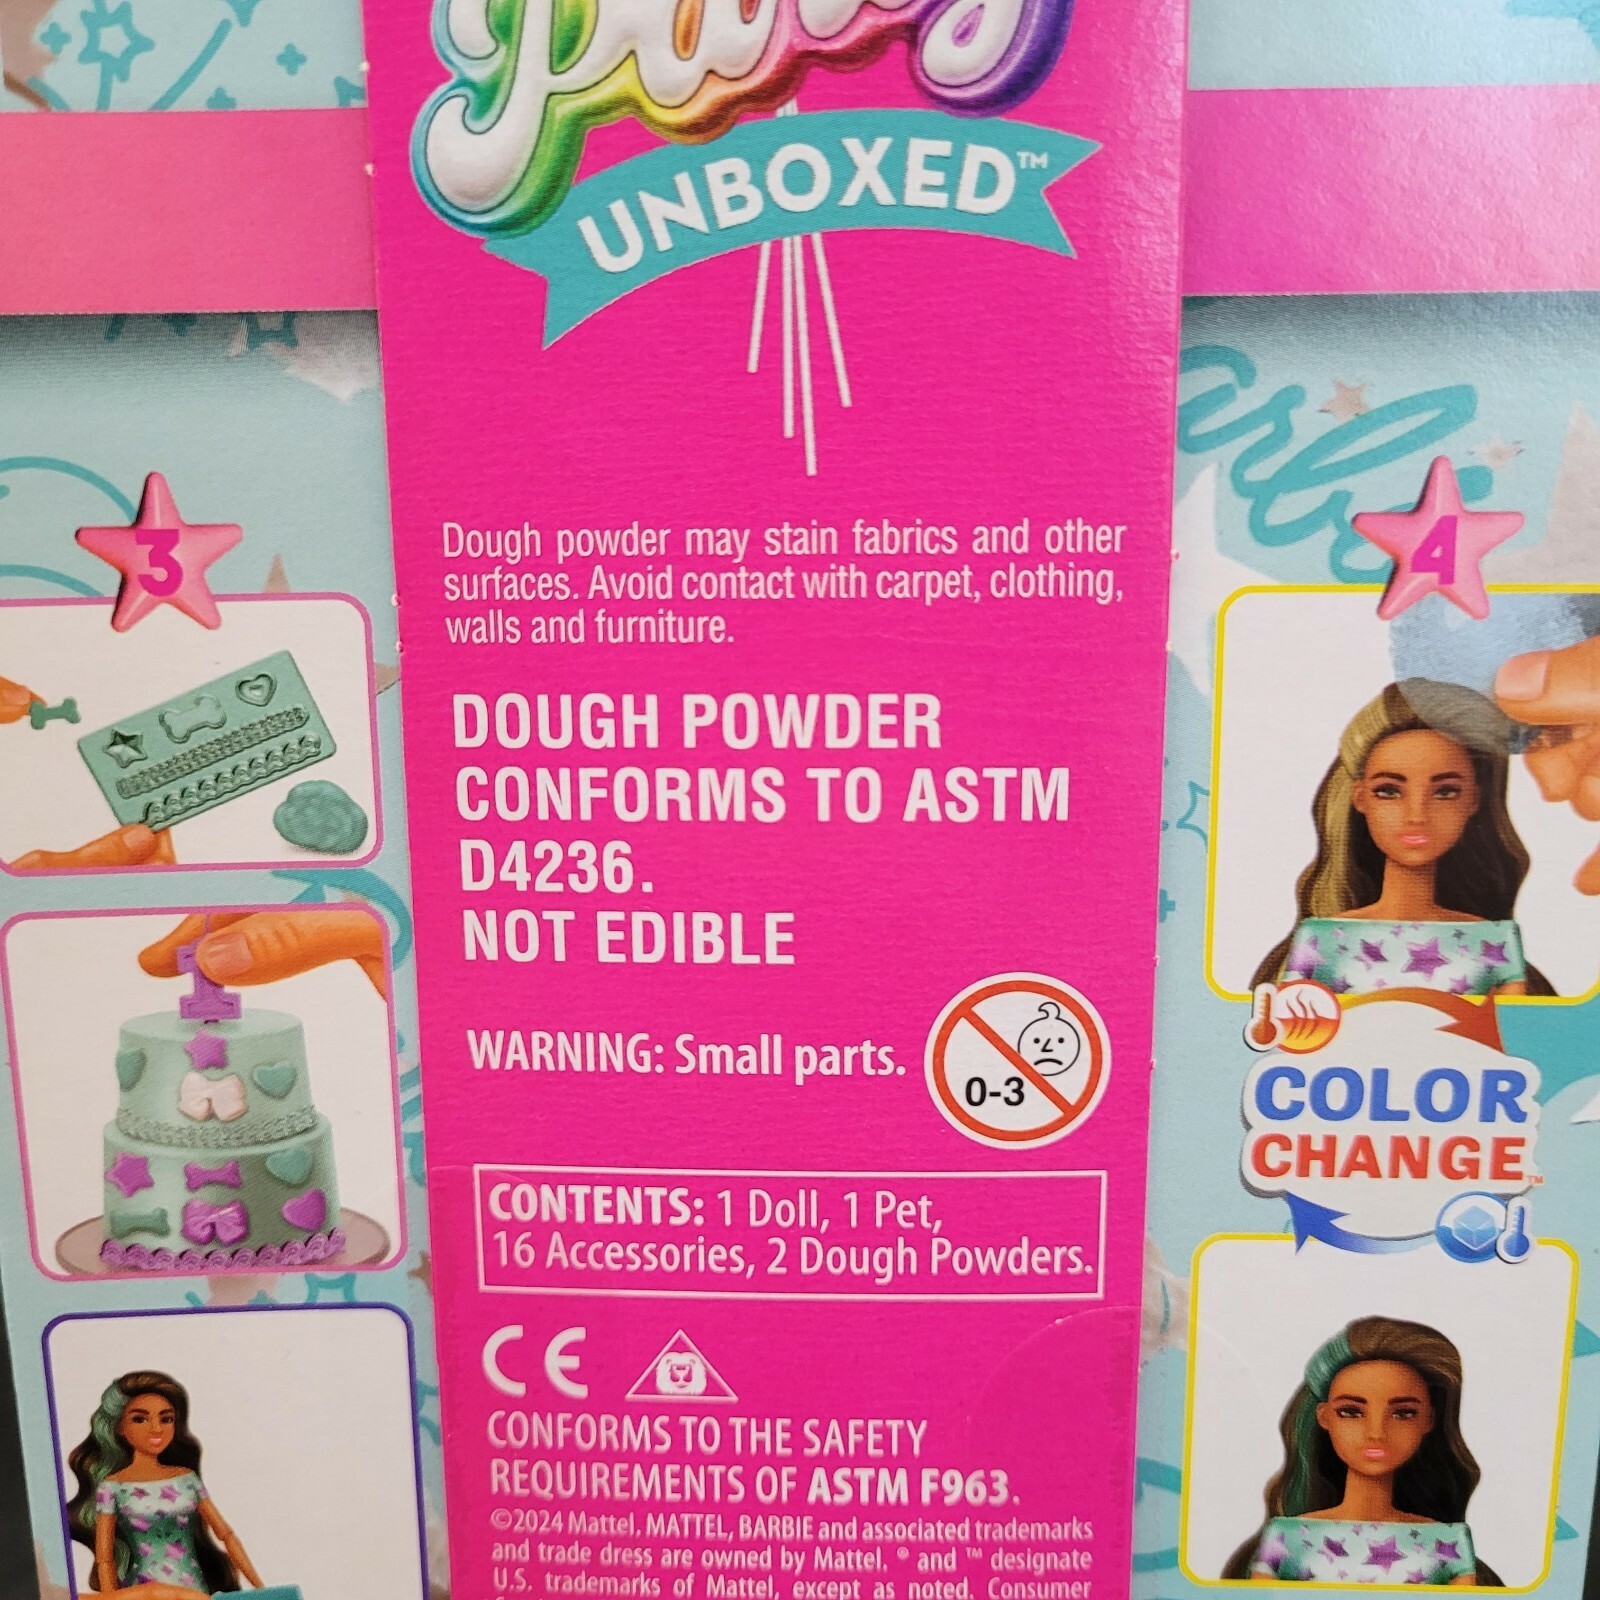 UNBOXED™
Dough powder may stain fabrics and other
surfaces. Avoid contact with carpet, clothing,
walls and furniture.
DOUGH POWDER
CONFORMS TO ASTM
D4236.
NOT EDIBLE
WARNING: Small parts.
0-3
CONTENTS: 1 Doll, 1 Pet,
16 Accessories, 2 Dough Powders.
CE
CONFORMS TO THE SAFETY
REQUIREMENTS OF ASTM F963.
©2024 Mattel. MATTEL, BARBIE and associated trademarks
and trade dress are owned by Mattel. ® and ™ designate
U.S. trademarks of Mattel, except as noted. Consumer
3
1
4
COLOR
CHANGE™